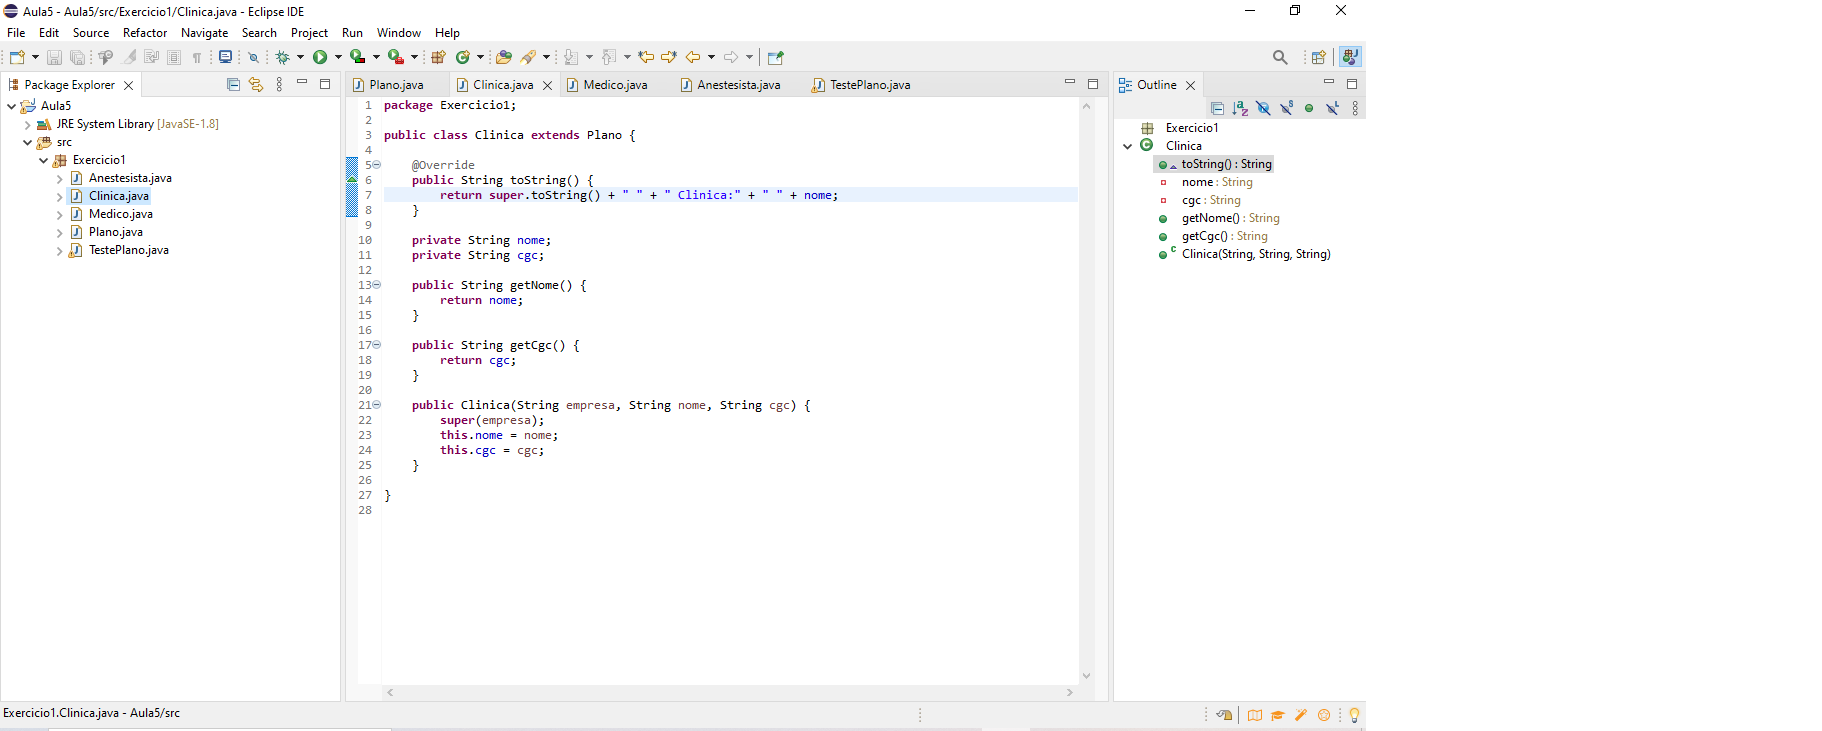 Aula5 - Aula5/src/Exercicio1/Clinica.java - Eclipse IDE
File Edit Source Refactor Navigate Search Project Run Window Help
Package Explorer
Aula5
JRE System Library [JavaSE-1.8]
src
Exercicio1
Anestesista.java
Clinica.java
Medico.java
Plano.java
TestePlano.java
Plano.java Clinica.java Medico.java Anestesista.java TestePlano.java
1 package Exercicio1;
2
3 public class Clinica extends Plano {
4
5 @Override
6 public String toString() {
7 return super.toString() + " " + " Clinica:" + " " + nome;
8 }
9
10 private String nome;
11 private String cgc;
12
13 public String getNome() {
14 return nome;
15 }
16
17 public String getCgc() {
18 return cgc;
19 }
20
21 public Clinica(String empresa, String nome, String cgc) {
22 super(empresa);
23 this.nome = nome;
24 this.cgc = cgc;
25 }
26
27 }
28
Outline
Exercicio1
Clinica
toString() : String
nome : String
cgc : String
getNome() : String
getCgc() : String
Clinica(String, String, String)
Exercicio1.Clinica.java - Aula5/src